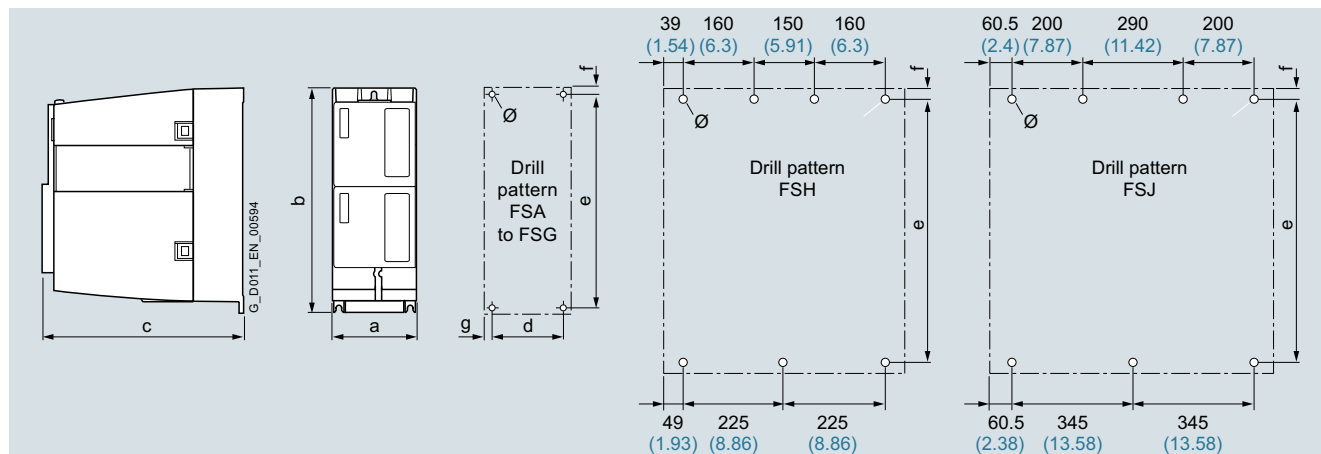 39 160 150 160
(1.54) (6.3) (5.91) (6.3)
60.5 200 290 200
(2.4) (7.87) (11.42) (7.87)
f
f
Ø
Ø
Ø
Drill
pattern
FSA
to FSG
Drill pattern
FSH
Drill pattern
FSJ
b
e
e
e
G_D011_EN_00594
c
a
g
d
49 225 225
(1.93) (8.86) (8.86)
60.5 345 345
(2.38) (13.58) (13.58)
f